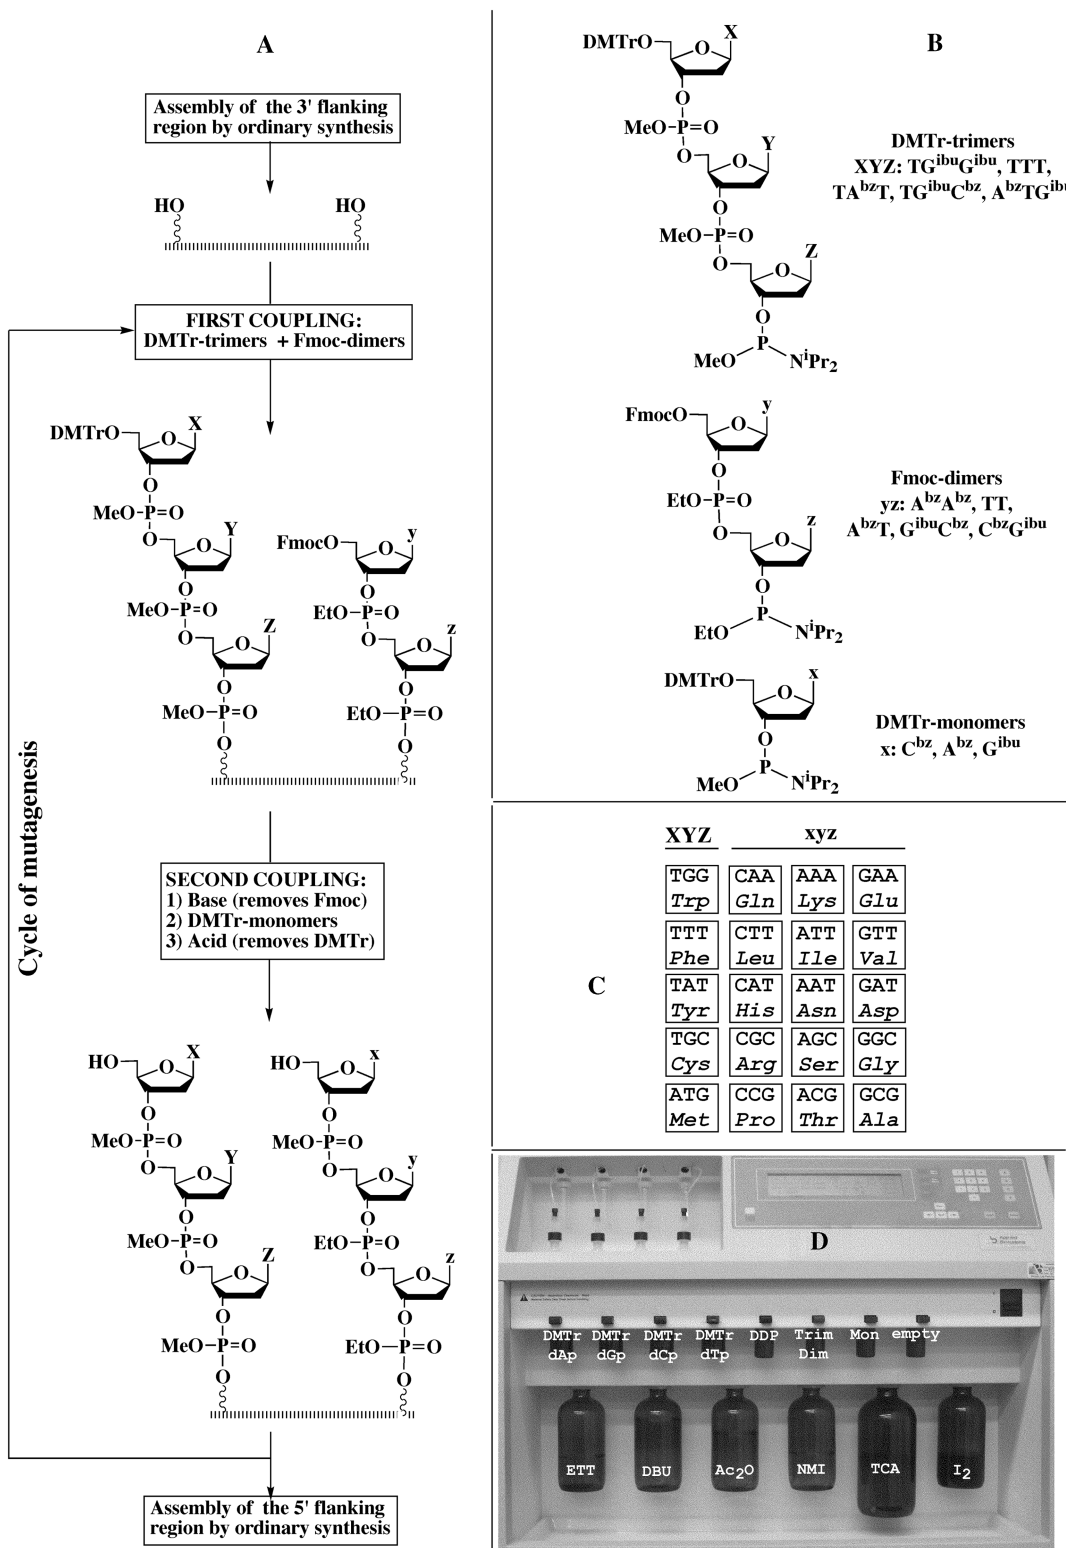 A
Assembly of the 3' flanking
region by ordinary synthesis
HO
HO
FIRST COUPLING:
DMTr-trimers + Fmoc-dimers
X
DMTrO
O
O
MeO-P=O
O
O
Y
y
FmocO
O
O
O
MeO-P=O
EtO-P=O
O
O
O
Z
O
z
O
O
MeO-P=O
EtO-P=O
O
O
Cycle of mutagenesis
SECOND COUPLING:
1) Base (removes Fmoc)
2) DMTr-monomers
3) Acid (removes DMTr)
X
x
HO
O
HO
O
O
O
MeO-P=O
MeO-P=O
O
O
Y
y
O
O
O
O
MeO-P=O
EtO-P=O
O
O
Z
z
O
O
O
O
MeO-P=O
EtO-P=O
O
O
Assembly of the 5' flanking
region by ordinary synthesis
B
X
DMTrO
O
O
MeO-P=O
O
Y
O
O
MeO-P=O
O
Z
O
O
P
MeO
NiPr2
DMTr-trimers
XYZ: TGibuGibu, TTT,
TAbzT, TGibuCbz, AbzTGibu
y
FmocO
O
O
EtO-P=O
O
z
O
O
P
EtO
NiPr2
Fmoc-dimers
yz: AbzAbz, TT,
AbzT, GibuCbz, CbzGibu
x
DMTrO
O
O
P
MeO
NiPr2
DMTr-monomers
x: Cbz, Abz, Gibu
C
XYZ xyz
TGG CAA AAA GAA
Trp Gln Lys Glu
TTT CTT ATT GTT
Phe Leu Ile Val
TAT CAT AAT GAT
Tyr His Asn Asp
TGC CGC AGC GGC
Cys Arg Ser Gly
ATG CCG ACG GCG
Met Pro Thr Ala
D
DMTr DMTr DMTr DMTr DDP Trim Mon empty
dAp dGp dCp dTp Dim
ETT DBU Ac2O NMI TCA I2